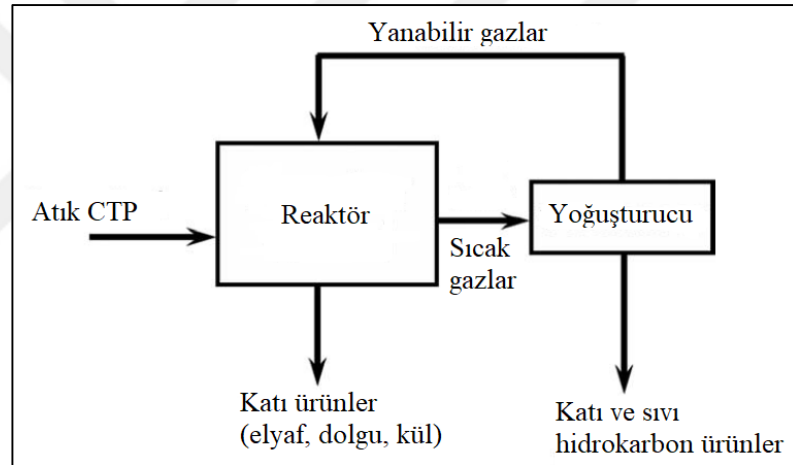 Yanabilir gazlar
Atık CTP
Reaktör
Yoğuşturucu
Sıcak
gazlar
Katı ürünler
(elyaf, dolgu, kül)
Katı ve sıvı
hidrokarbon ürünler